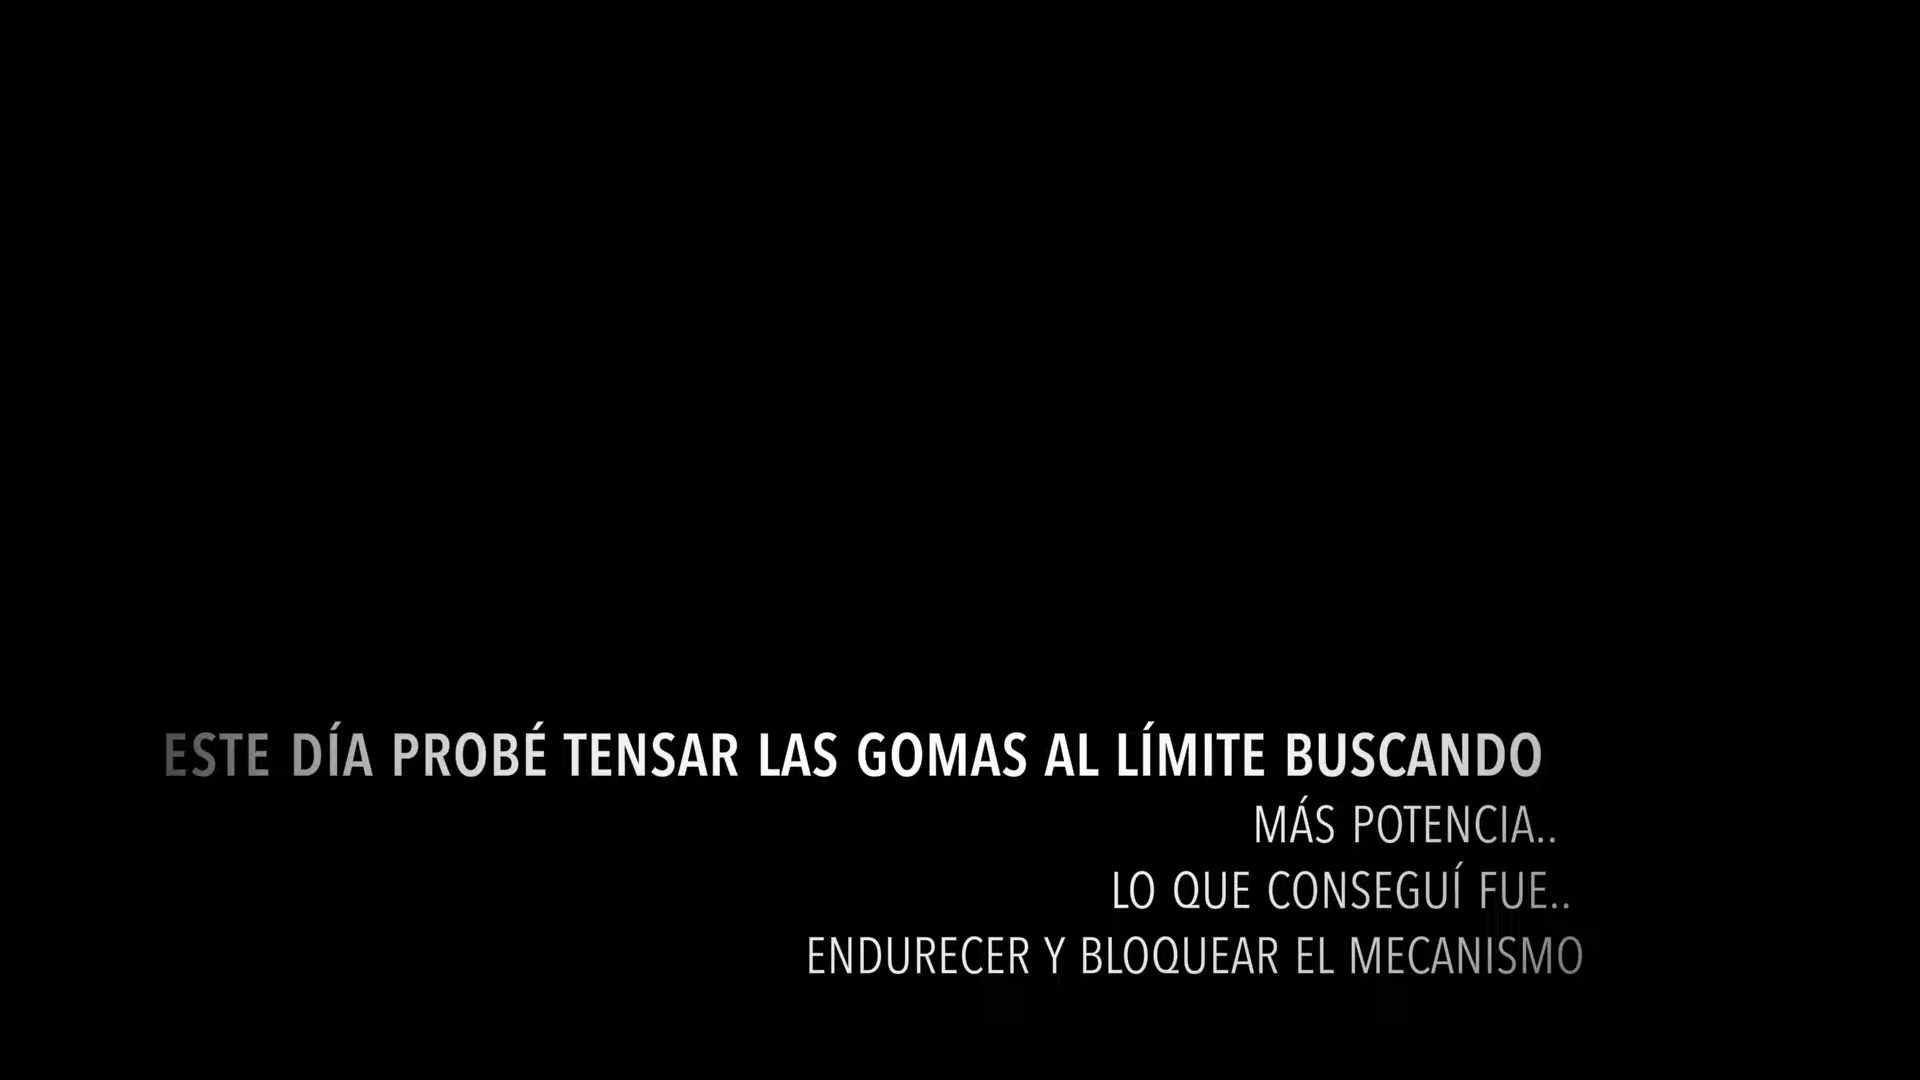 ESTE DÍA PROBÉ TENSAR LAS GOMAS AL LÍMITE BUSCANDO
MÁS POTENCIA..
LO QUE CONSEGUÍ FUE..
ENDURECER Y BLOQUEAR EL MECANISMO